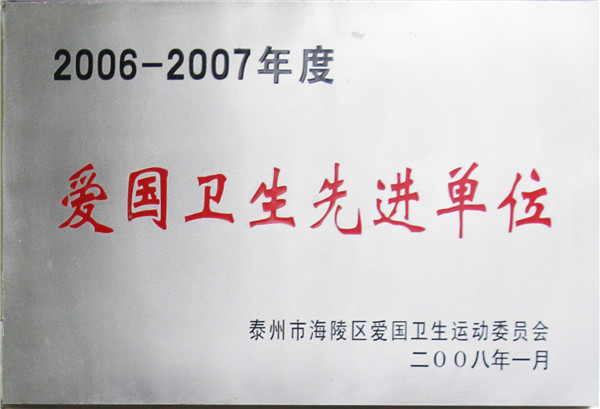 2006-2007年度
爱国卫生先进单位
泰州市海陵区爱国卫生运动委员会
二〇〇八年一月